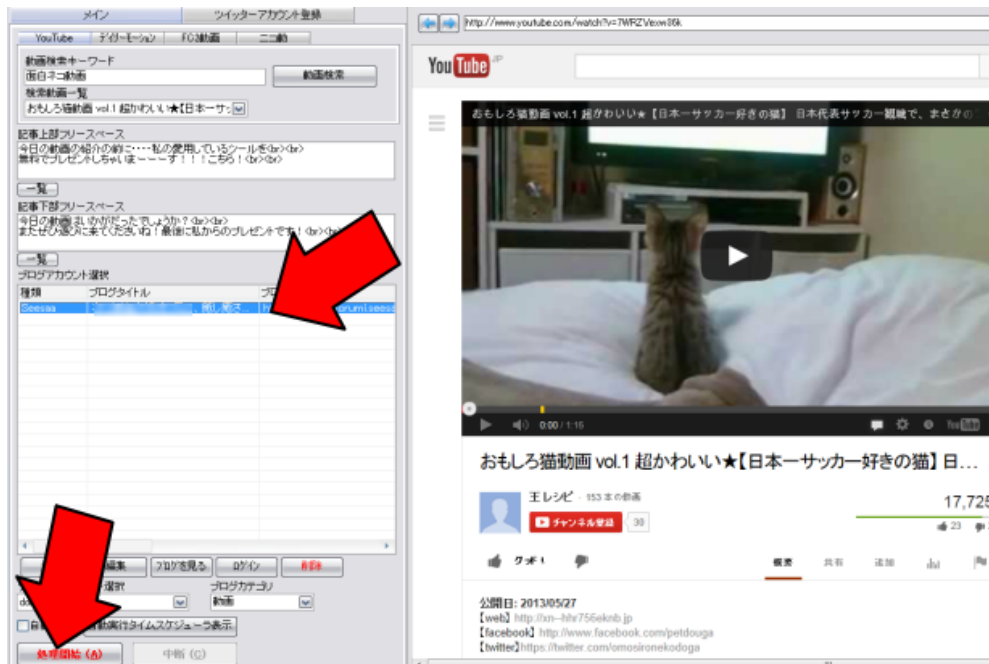 メイン
ツイッターアカウント登録
YouTube
デイリーモーション
FC2動画
ニコ動
動画検索キーワード
面白ネコ動画
動画検索
検索動画一覧
おもしろ猫動画 vol.1 超かわいい★【日本一サッ
記事上部フリースペース
今日の動画の紹介の前に・・・・私の愛用しているツールを<br><br>
無料でプレゼントしちゃいまーーーす！！！こちら！<br><br>
一覧
記事下部フリースペース
今日の動画はいかがだったでしょうか？<br><br>
またぜひ遊びに来てくださいね！最後に私からのプレゼントです！<br><b
一覧
ブログアカウント選択
種類
ブログタイトル
Seesaa
編集
ブログを見る
ログイン
削除
選択
ブログカテゴリ
動画
動実行タイムスケジューラ表示
処理開始 (A)
中断 (C)
http://www.youtube.com/watch?v=7WRZVexw36k
YouTube JP
おもしろ猫動画 vol.1 超かわいい★【日本一サッカー好きの猫】 日本代表サッカー観戦で、まさかの
0:00 / 1:16
YouTube
おもしろ猫動画 vol.1 超かわいい★【日本一サッカー好きの猫】 日...
王レシピ · 153 本の動画
チャンネル登録
30
17,725
23
グッド！
概要
共有
追加
公開日: 2013/05/27
【web】http://xn--hhr756eknb.jp
【facebook】http://www.facebook.com/petdouga
【twitter】https://twitter.com/omosironekodoga